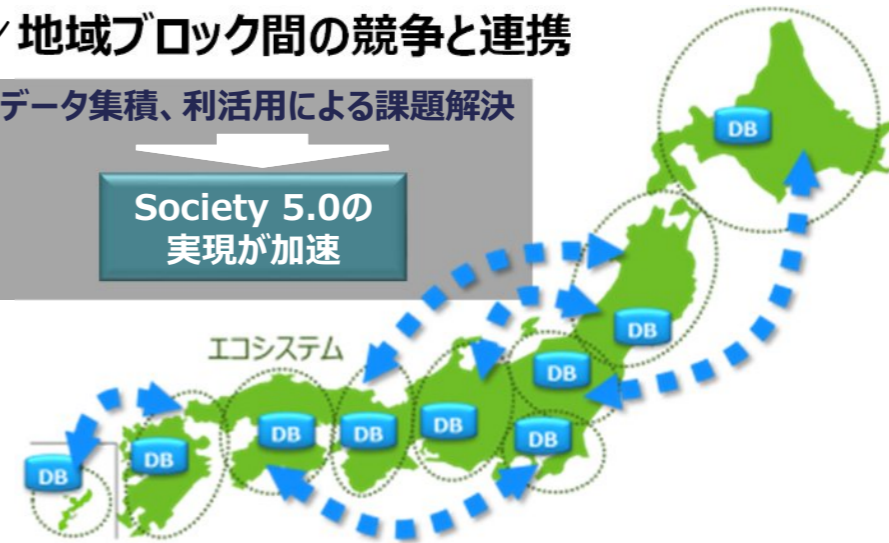 地域ブロック間の競争と連携
データ集積、利活用による課題解決
Society 5.0の
実現が加速
エコシステム
DB
DB
DB
DB
DB
DB
DB
DB
DB